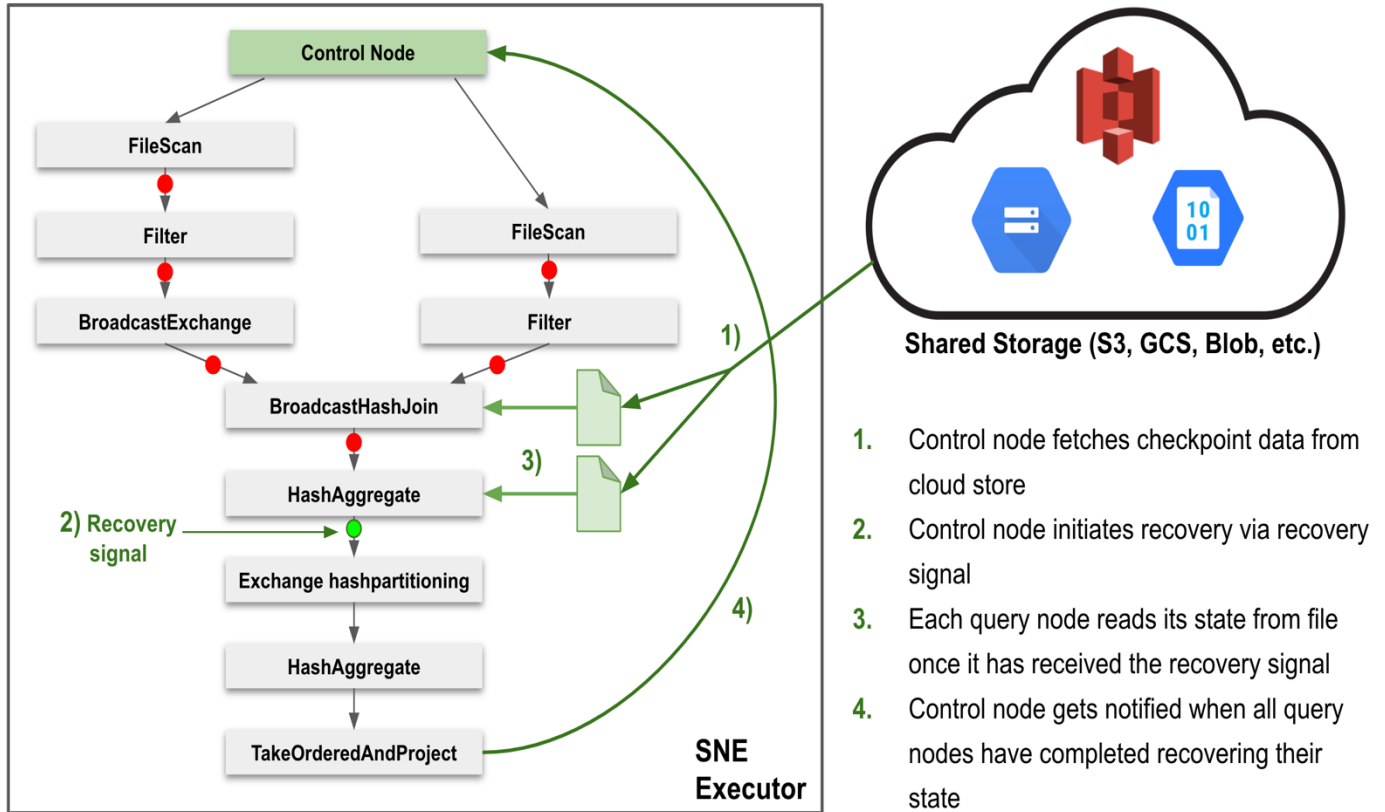 Control Node
FileScan
Filter
BroadcastExchange
FileScan
Filter
BroadcastHashJoin
HashAggregate
Exchange hashpartitioning
HashAggregate
TakeOrderedAndProject
2) Recovery
signal
1)
3)
4)
SNE
Executor
10
01
Shared Storage (S3, GCS, Blob, etc.)
1. Control node fetches checkpoint data from
cloud store
2. Control node initiates recovery via recovery
signal
3. Each query node reads its state from file
once it has received the recovery signal
4. Control node gets notified when all query
nodes have completed recovering their
state